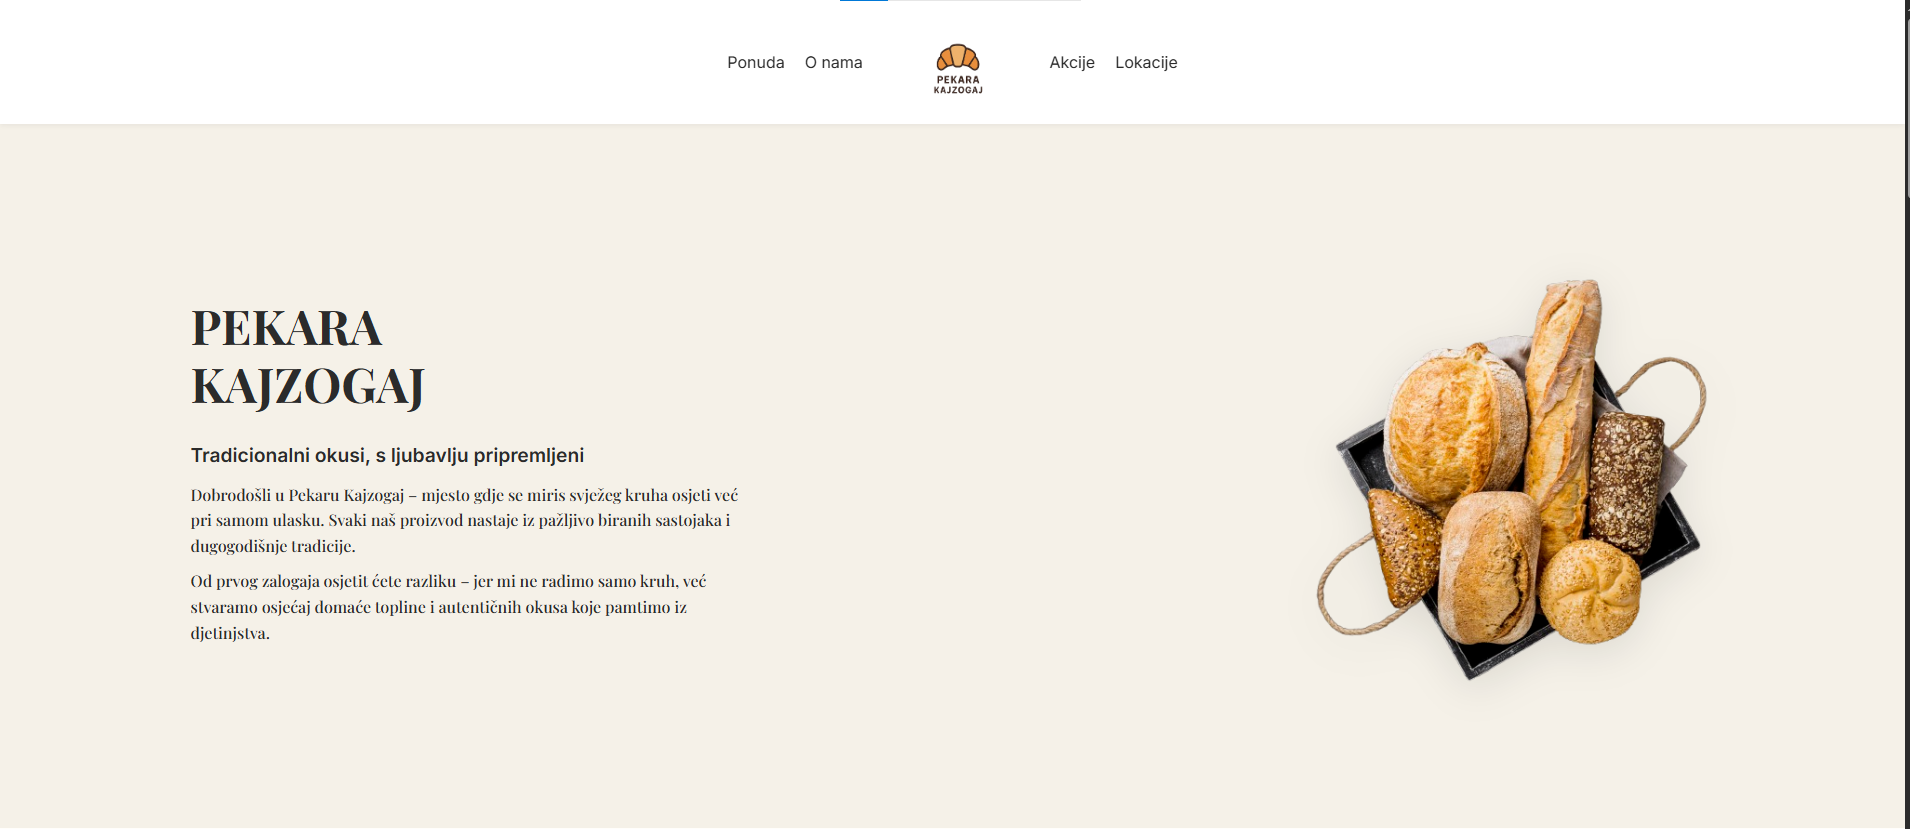 Ponuda
O nama
PEKARA
KAJZOGAJ
Akcije
Lokacije
PEKARA
KAJZOGAJ
Tradicionalni okusi, s ljubavlju pripremljeni
Dobrodošli u Pekaru Kajzogaj – mjesto gdje se miris svježeg kruha osjeti već
pri samom ulasku. Svaki naš proizvod nastaje iz pažljivo biranih sastojaka i
dugogodišnje tradicije.
Od prvog zalogaja osjetit ćete razliku – jer mi ne radimo samo kruh, već
stvaramo osjećaj domaće topline i autentičnih okusa koje pamtimo iz
djetinjstva.